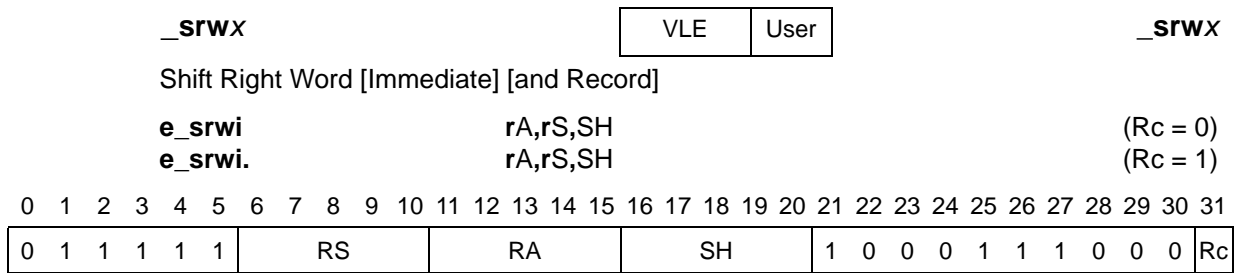 _srwx VLE User _srwx
Shift Right Word [Immediate] [and Record]
e_srwi rA,rS,SH (Rc = 0)
e_srwi. rA,rS,SH (Rc = 1)
0 1 2 3 4 5 6 7 8 9 10 11 12 13 14 15 16 17 18 19 20 21 22 23 24 25 26 27 28 29 30 31
0 1 1 1 1 1 RS RA SH 1 0 0 0 1 1 1 0 0 0 Rc